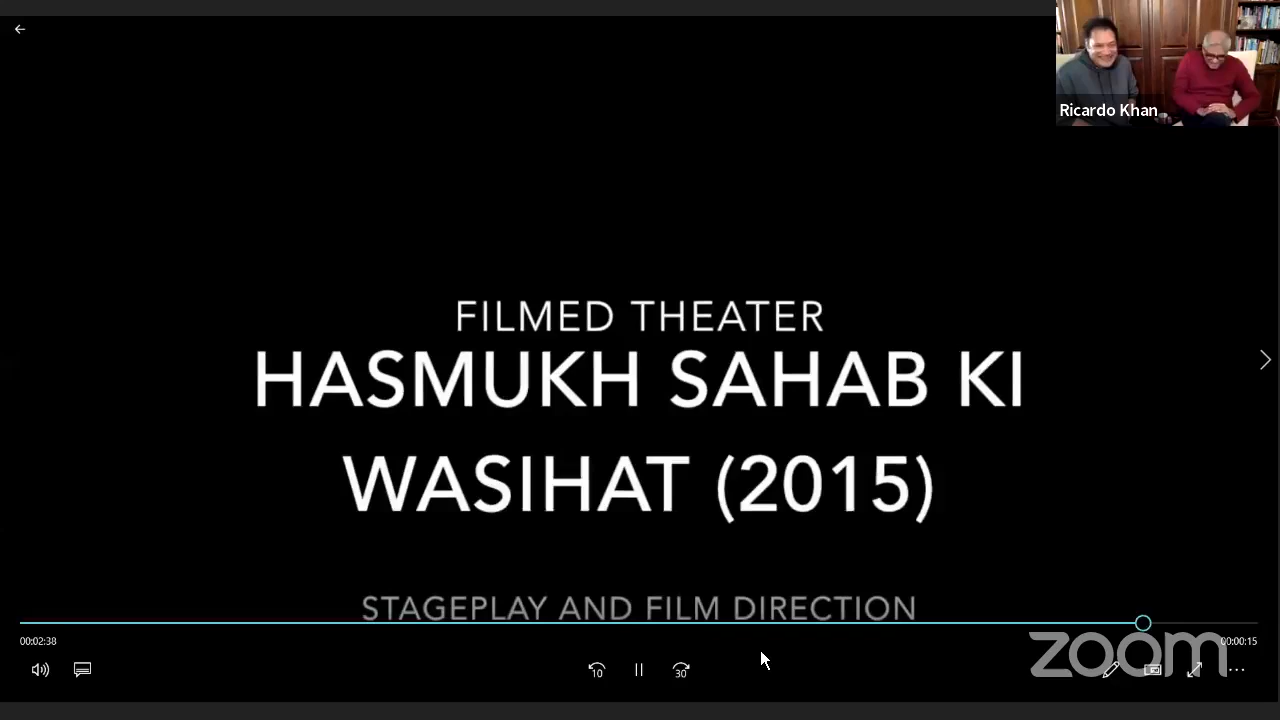 Ricardo Khan
FILMED THEATER
HASMUKH SAHAB KI
WASIHAT (2015)
STAGEPLAY AND FILM DIRECTION
00:02:38
00:00:15
10
30
zoom